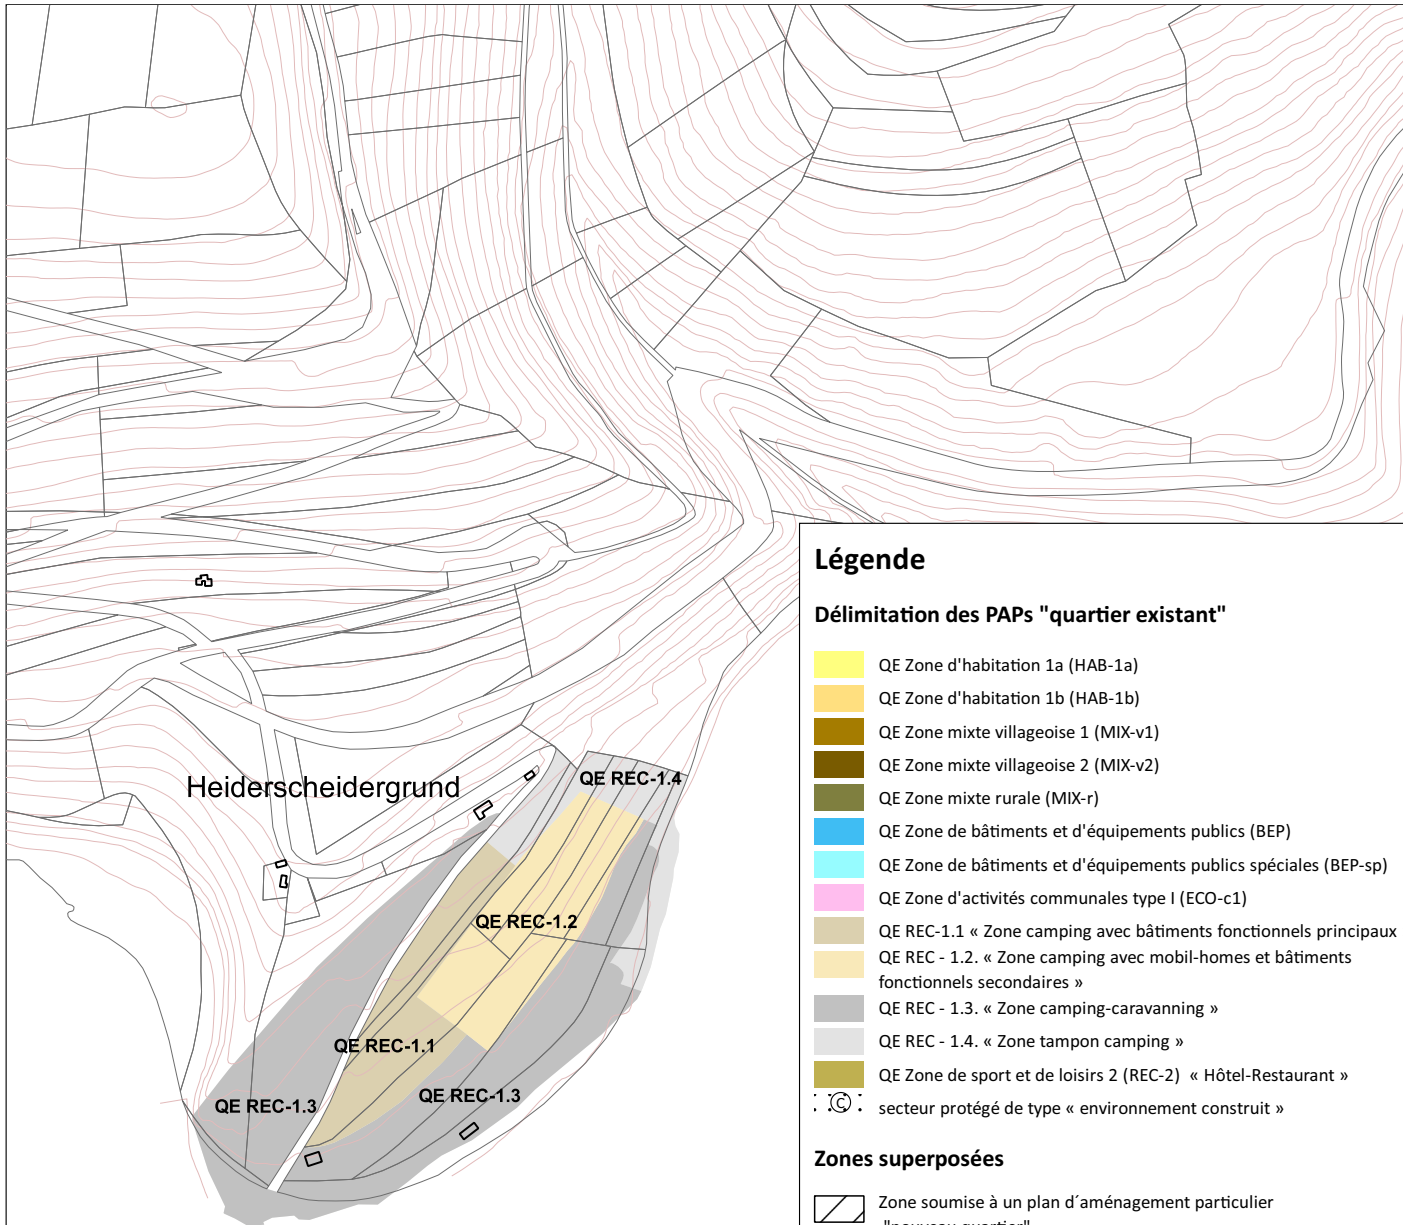 Heiderscheidergrund
QE REC-1.4
QE REC-1.2
QE REC-1.1
QE REC-1.3
QE REC-1.3
Légende
Délimitation des PAPs "quartier existant"
QE Zone d'habitation 1a (HAB-1a)
QE Zone d'habitation 1b (HAB-1b)
QE Zone mixte villageoise 1 (MIX-v1)
QE Zone mixte villageoise 2 (MIX-v2)
QE Zone mixte rurale (MIX-r)
QE Zone de bâtiments et d'équipements publics (BEP)
QE Zone de bâtiments et d'équipements publics spéciales (BEP-sp)
QE Zone d'activités communales type I (ECO-c1)
QE REC-1.1 « Zone camping avec bâtiments fonctionnels principaux
QE REC - 1.2. « Zone camping avec mobil-homes et bâtiments
fonctionnels secondaires »
QE REC - 1.3. « Zone camping-caravanning »
QE REC - 1.4. « Zone tampon camping »
QE Zone de sport et de loisirs 2 (REC-2) « Hôtel-Restaurant »
C secteur protégé de type « environnement construit »
Zones superposées
Zone soumise à un plan d´aménagement particulier
"nouveau quartier"